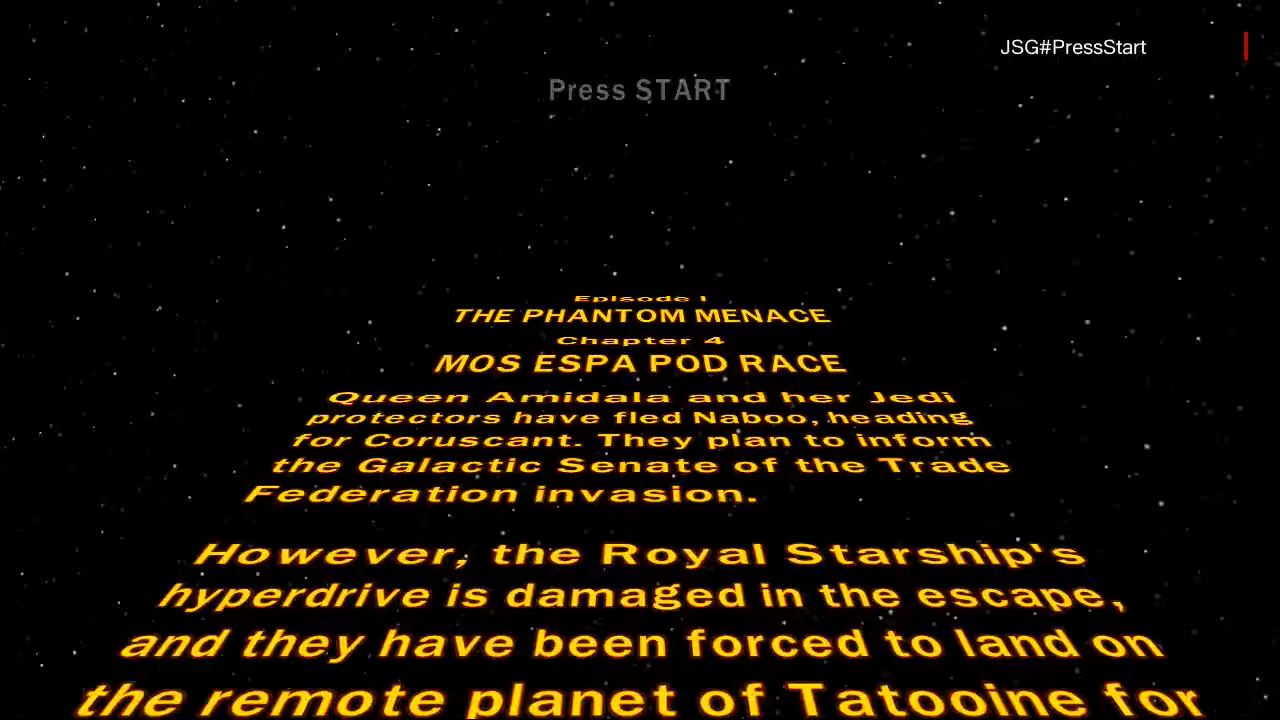 JSG#PressStart
Press START
Episode I
THE PHANTOM MENACE
Chapter 4
MOS ESPA POD RACE
Queen Amidala and her Jedi
protectors have fled Naboo, heading
for Coruscant. They plan to inform
the Galactic Senate of the Trade
Federation invasion.
However, the Royal Starship's
hyperdrive is damaged in the escape,
and they have been forced to land on
the remote planet of Tatooine for